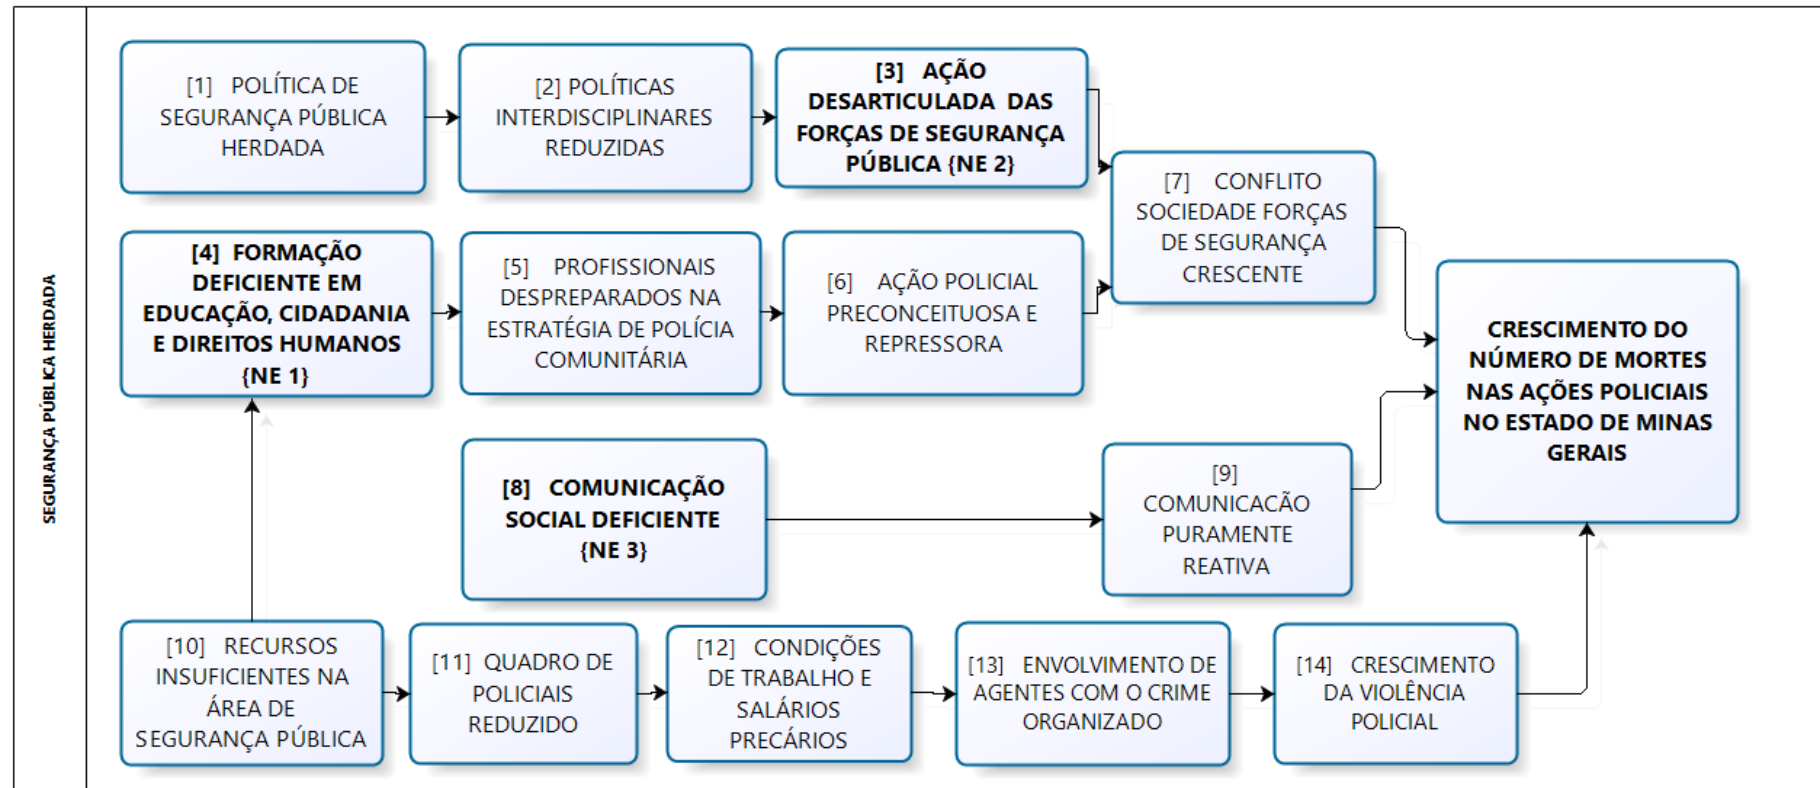 SEGURANÇA PÚBLICA HERDADA
[1] POLÍTICA DE
SEGURANÇA PÚBLICA
HERDADA
[2] POLÍTICAS
INTERDISCIPLINARES
REDUZIDAS
[3] AÇÃO
DESARTICULADA DAS
FORÇAS DE SEGURANÇA
PÚBLICA {NE 2}
[4] FORMAÇÃO
DEFICIENTE EM
EDUCAÇÃO, CIDADANIA
E DIREITOS HUMANOS
{NE 1}
[5] PROFISSIONAIS
DESPREPARADOS NA
ESTRATÉGIA DE POLÍCIA
COMUNITÁRIA
[6] AÇÃO POLICIAL
PRECONCEITUOSA E
REPRESSORA
[7] CONFLITO
SOCIEDADE FORÇAS
DE SEGURANÇA
CRESCENTE
CRESCIMENTO DO
NÚMERO DE MORTES
NAS AÇÕES POLICIAIS
NO ESTADO DE MINAS
GERAIS
[8] COMUNICAÇÃO
SOCIAL DEFICIENTE
{NE 3}
[9]
COMUNICACÃO
PURAMENTE
REATIVA
[10] RECURSOS
INSUFICIENTES NA
ÁREA DE
SEGURANÇA PÚBLICA
[11] QUADRO DE
POLICIAIS
REDUZIDO
[12] CONDIÇÕES
DE TRABALHO E
SALÁRIOS
PRECÁRIOS
[13] ENVOLVIMENTO DE
AGENTES COM O CRIME
ORGANIZADO
[14] CRESCIMENTO
DA VIOLÊNCIA
POLICIAL